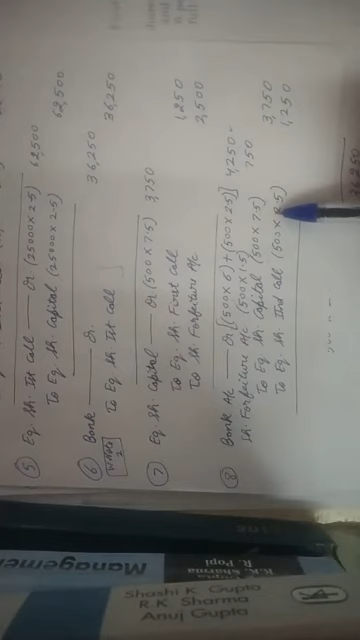 (5) Eq. sh. Ist Call —— Dr. (25000 x 2.5) 62,500
To Eq. sh. Capital (25000 x 2.5) 62,500
(6) Bank —— Dr. 36,250
To Eq sh Ist Call 36,250
2
(7) Eq. sh. Capital —— Dr (500 x 7.5) 3750
To Eq. sh First Call 1,250
To sh. Forfeiture A/c 2,500
(8) Bank A/c —— Dr [(500 x 6) + (500 x 2.5)] 4250
sh. Forfeiture A/c (500 x 1.5) 750
To Eq sh Capital (500 x 7.5) 3,750
To Eq sh Ind Call (500 x 2.5) 1,250
Management
K.K. Sharma
R. Popi
Shashi K. Gupta
R.K. Sharma
Anuj Gupta